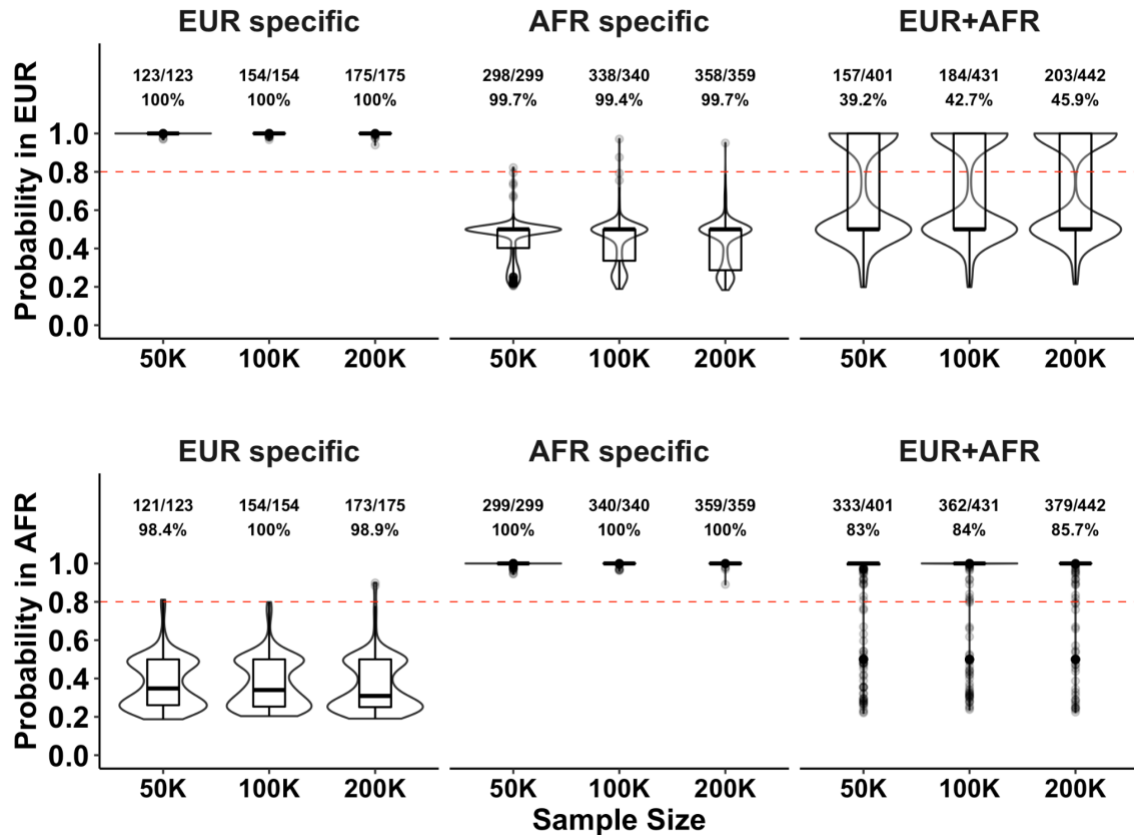 EUR specific AFR specific EUR+AFR
123/123 154/154 175/175 298/299 338/340 358/359 157/401 184/431 203/442
100% 100% 100% 99.7% 99.4% 99.7% 39.2% 42.7% 45.9%
Probability in EUR
1.0
0.8
0.6
0.4
0.2
0.0
50K 100K 200K 50K 100K 200K 50K 100K 200K
EUR specific AFR specific EUR+AFR
121/123 154/154 173/175 299/299 340/340 359/359 333/401 362/431 379/442
98.4% 100% 98.9% 100% 100% 100% 83% 84% 85.7%
Probability in AFR
1.0
0.8
0.6
0.4
0.2
0.0
50K 100K 200K 50K 100K 200K 50K 100K 200K
Sample Size